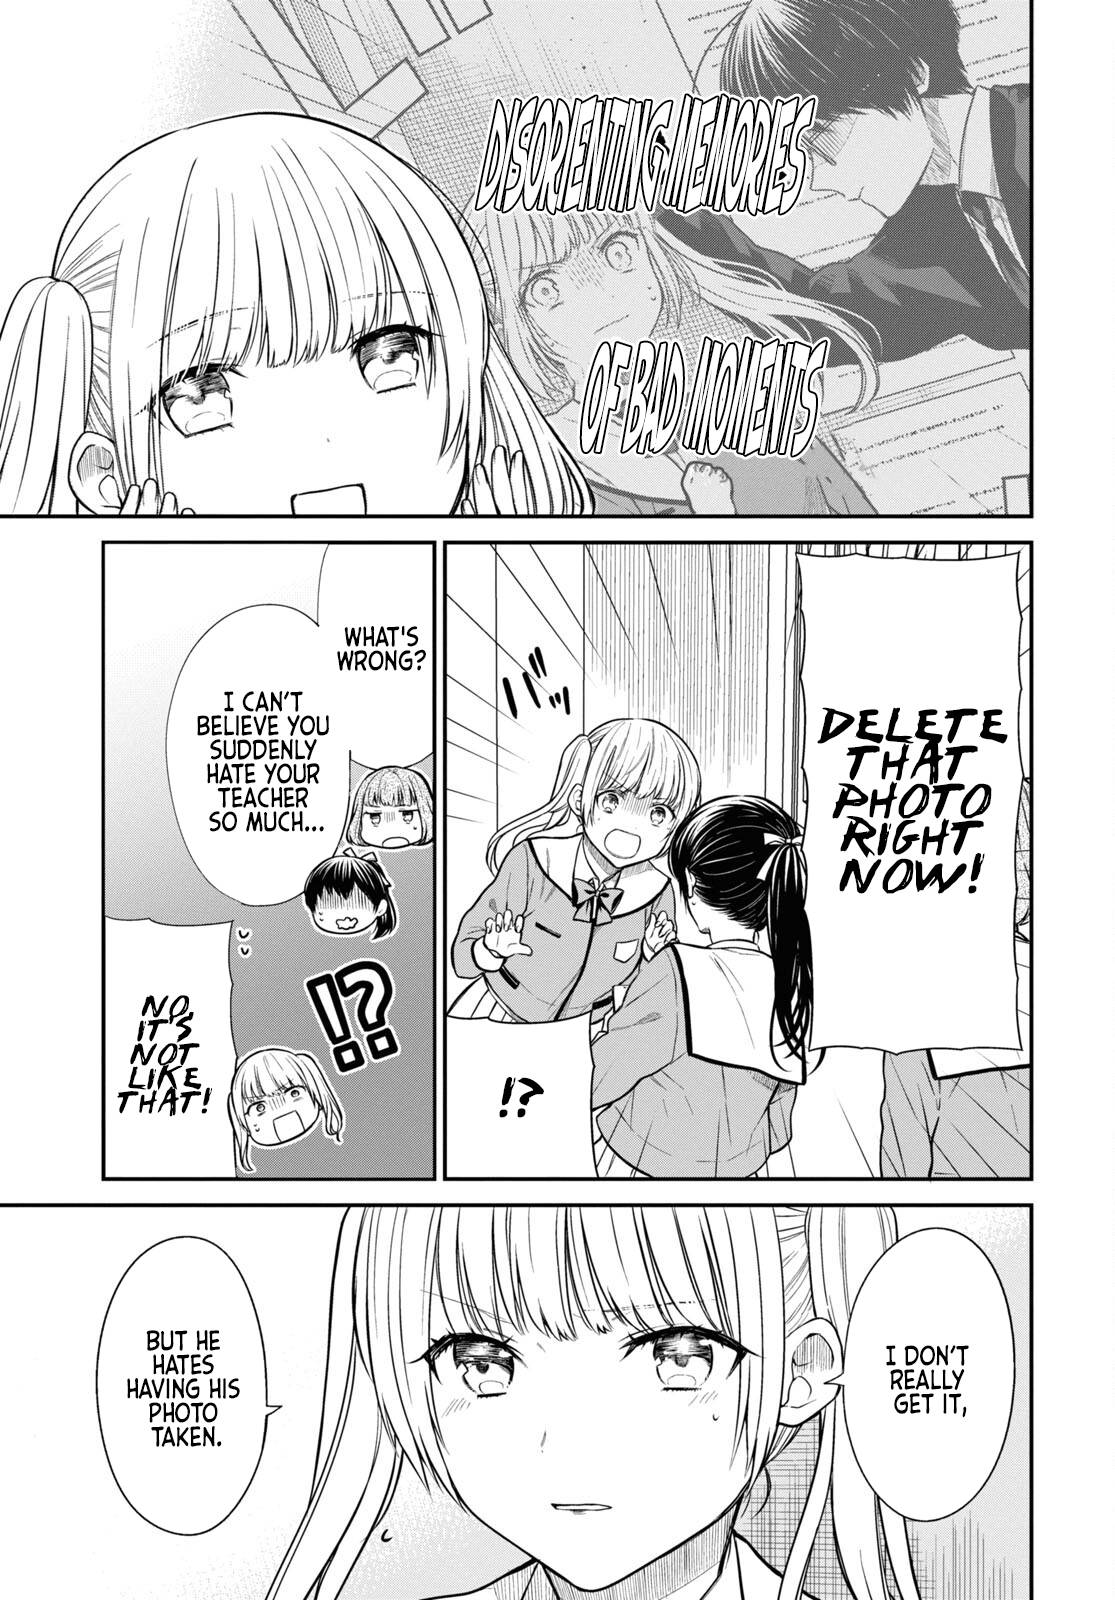 DISORIENTING MEMORIES
OF BAD MOMENTS
DELETE
THAT
PHOTO
RIGHT
NOW!
!?
WHAT'S
WRONG?
I CAN'T
BELIEVE YOU
SUDDENLY
HATE YOUR
TEACHER
SO MUCH...
!?
NO,
IT'S
NOT
LIKE
THAT!
I DON'T
REALLY
GET IT,
BUT HE
HATES
HAVING HIS
PHOTO
TAKEN.